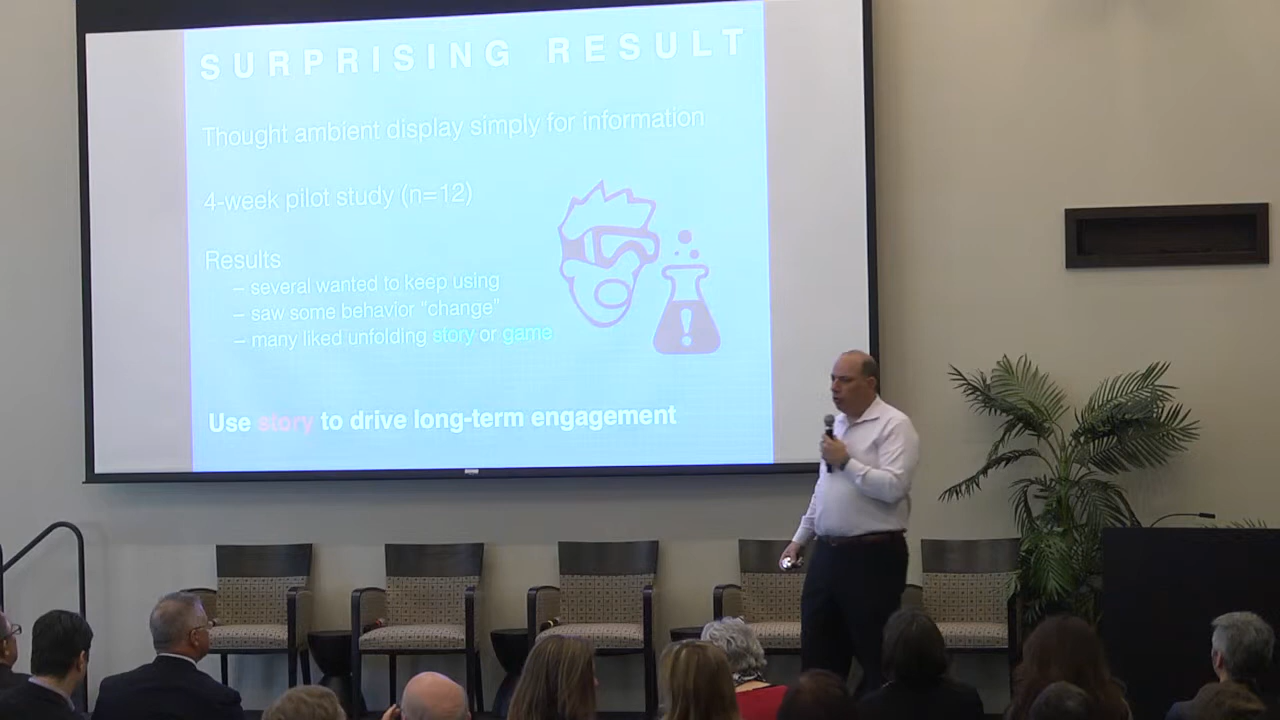 SURPRISING RESULT
Thought ambient display simply for information
4-week pilot study (n=12)
Results
– several wanted to keep using
– saw some behavior “change”
– many liked unfolding story or game
!
Use story to drive long-term engagement